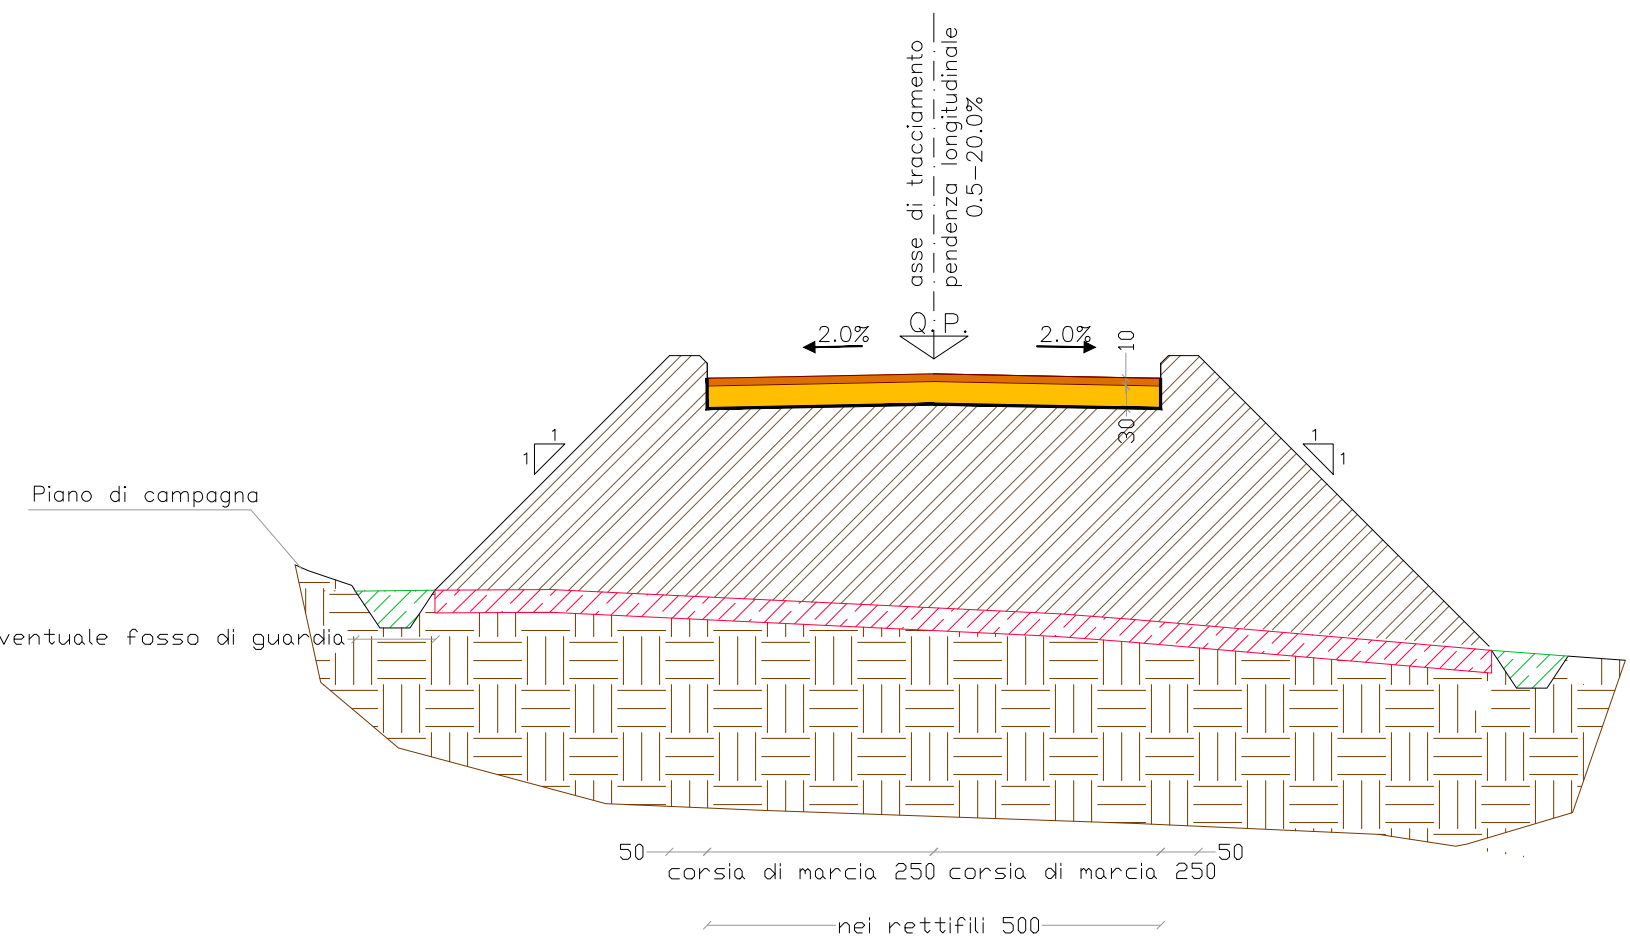 asse di tracciamento
pendenza longitudinale
0.5-20.0%
Q.P.
2.0%
2.0%
10
30
1
1
1
1
Piano di campagna
ventuale fosso di guardia
50
50
corsia di marcia 250
corsia di marcia 250
nei rettifili 500